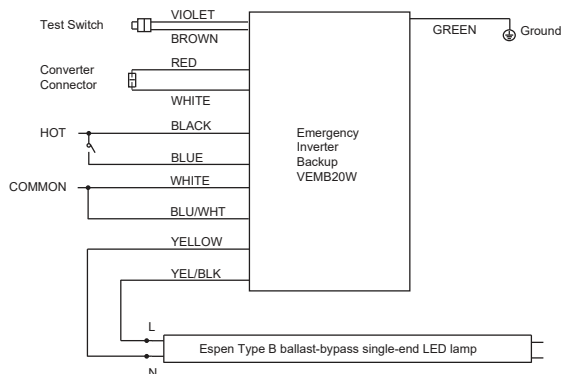 Test Switch
VIOLET
BROWN
GREEN
Ground
Converter
Connector
RED
WHITE
HOT
BLACK
BLUE
Emergency
Inverter
Backup
VEMB20W
COMMON
WHITE
BLU/WHT
YELLOW
YEL/BLK
L
Espen Type B ballast-bypass single-end LED lamp
N